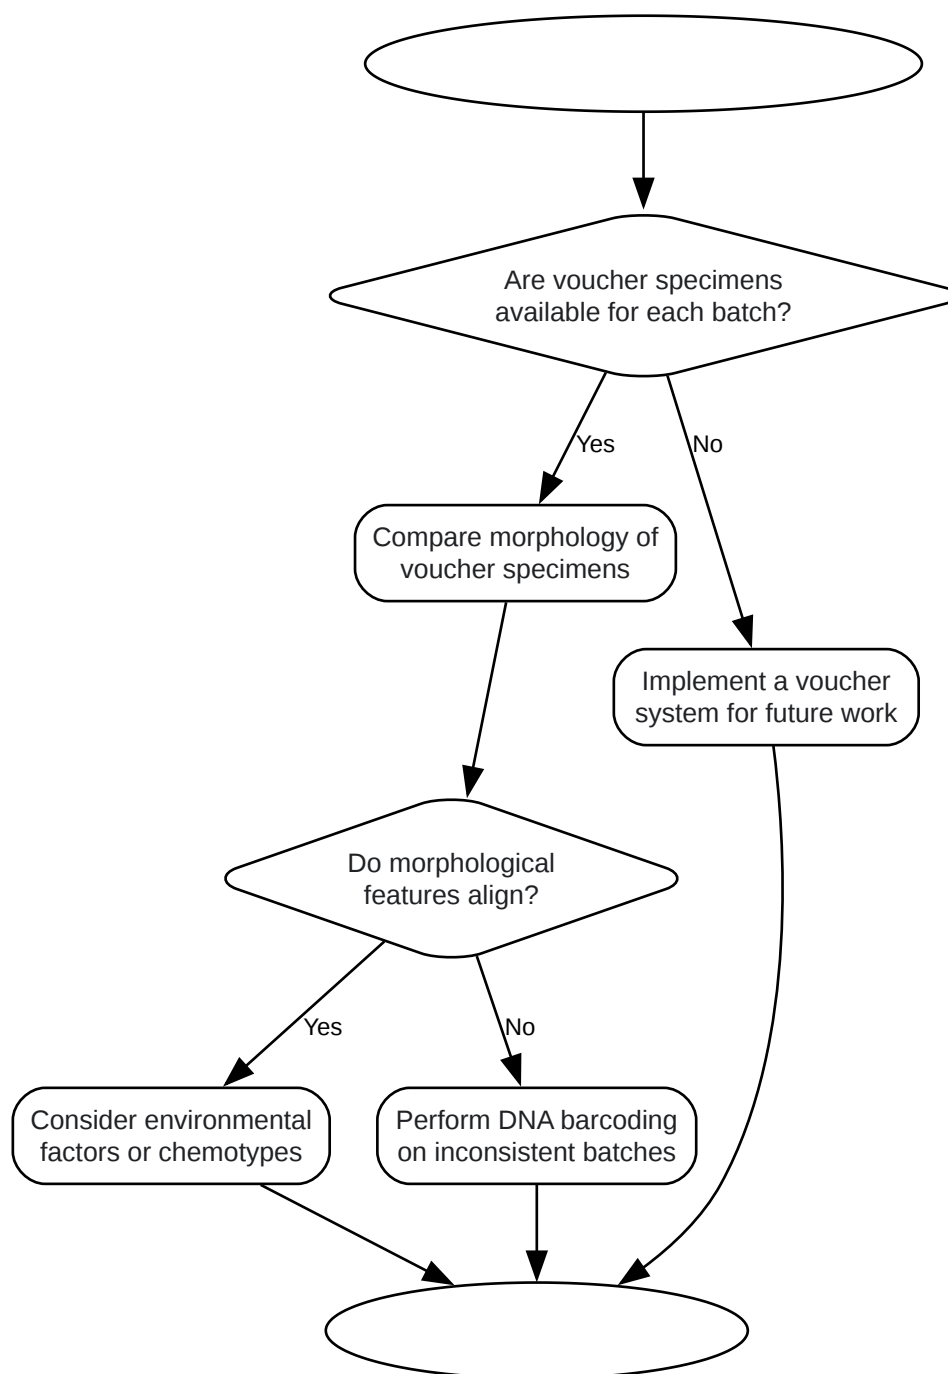 Are voucher specimens
available for each batch?
Yes
No
Compare morphology of
voucher specimens
Implement a voucher
system for future work
Do morphological
features align?
Yes
No
Consider environmental
factors or chemotypes
Perform DNA barcoding
on inconsistent batches